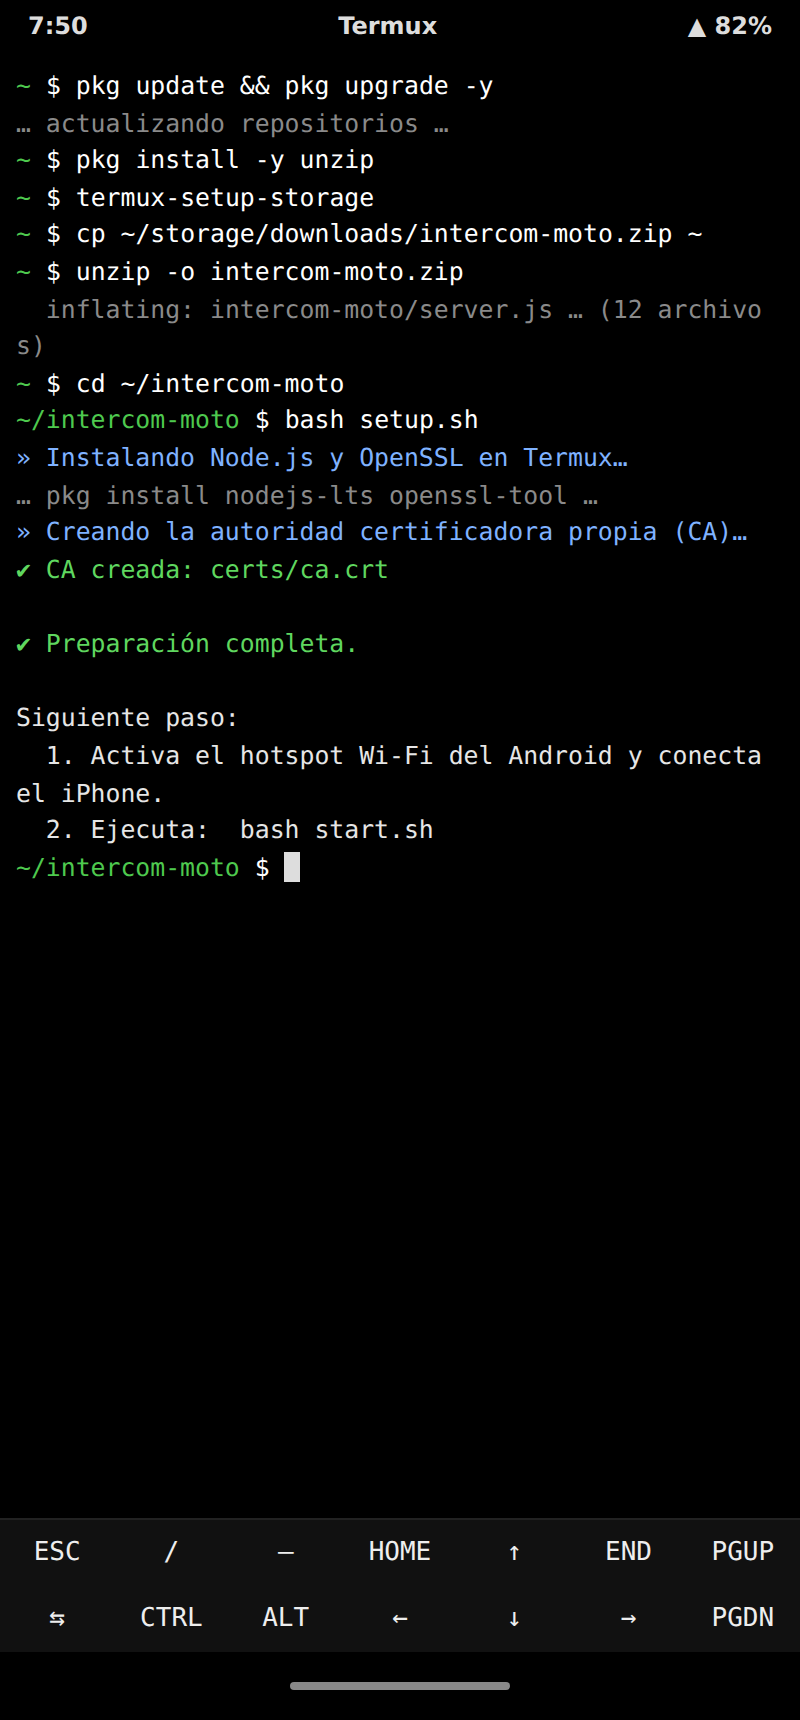 7:50 Termux ▲ 82%
~ $ pkg update && pkg upgrade -y
… actualizando repositorios …
~ $ pkg install -y unzip
~ $ termux-setup-storage
~ $ cp ~/storage/downloads/intercom-moto.zip ~
~ $ unzip -o intercom-moto.zip
  inflating: intercom-moto/server.js … (12 archivo
s)
~ $ cd ~/intercom-moto
~/intercom-moto $ bash setup.sh
» Instalando Node.js y OpenSSL en Termux…
… pkg install nodejs-lts openssl-tool …
» Creando la autoridad certificadora propia (CA)…
✔ CA creada: certs/ca.crt
✔ Preparación completa.
Siguiente paso:
  1. Activa el hotspot Wi-Fi del Android y conecta
el iPhone.
  2. Ejecuta:  bash start.sh
~/intercom-moto $
ESC / — HOME ↑ END PGUP
⇆ CTRL ALT ← ↓ → PGDN